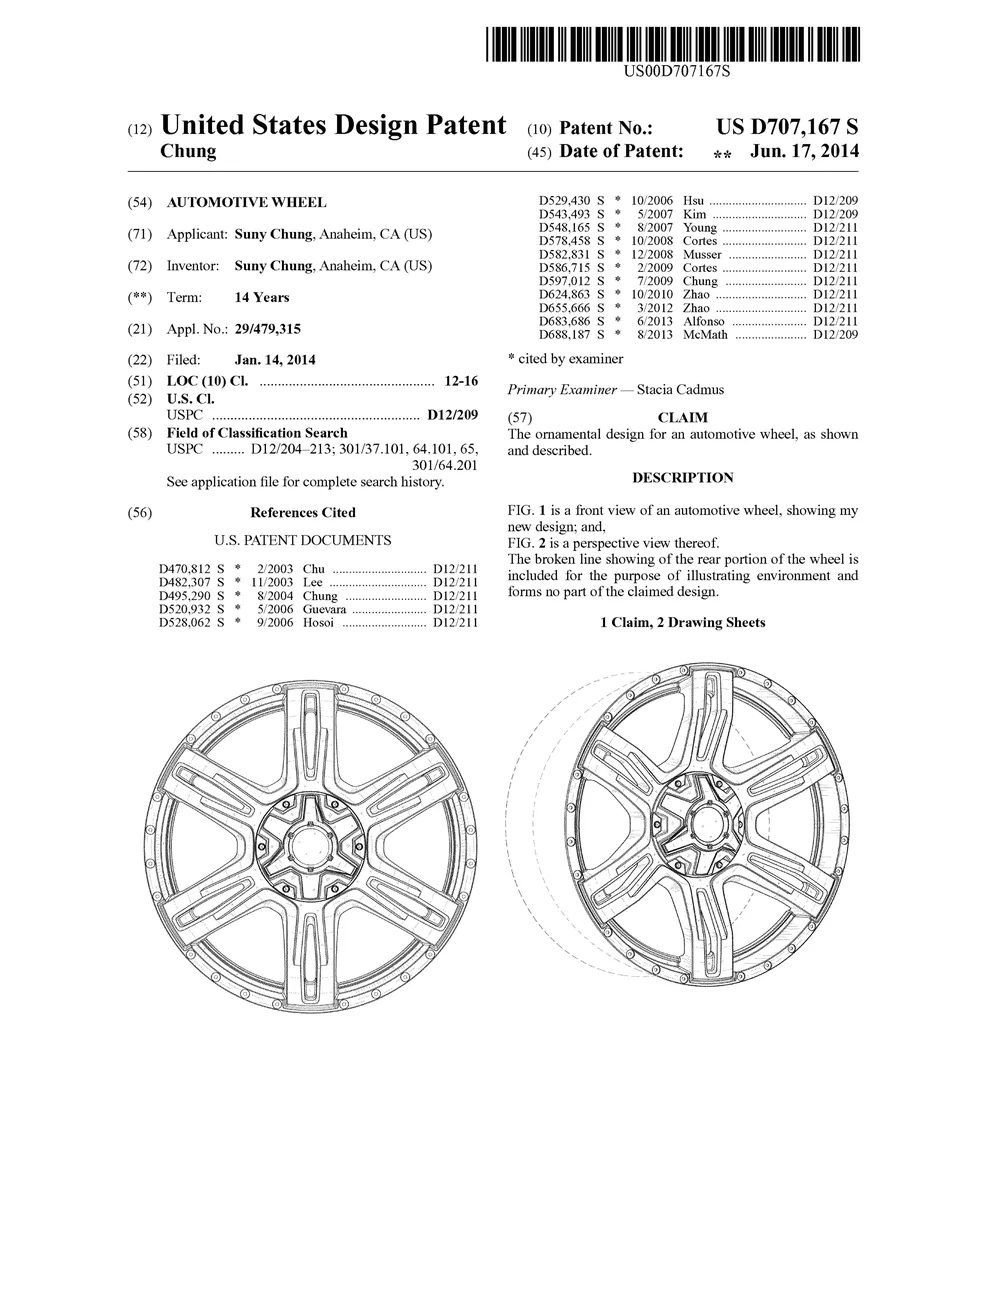 US00D707167S
(12) United States Design Patent
Chung
(10) Patent No.: US D707,167 S
(45) Date of Patent: ** Jun. 17, 2014
(54) AUTOMOTIVE WHEEL
(71) Applicant: Suny Chung, Anaheim, CA (US)
(72) Inventor: Suny Chung, Anaheim, CA (US)
(**) Term: 14 Years
(21) Appl. No.: 29/479,315
(22) Filed: Jan. 14, 2014
(51) LOC (10) Cl. ................................................ 12-16
(52) U.S. Cl.
USPC ......................................................... D12/209
(58) Field of Classification Search
USPC ......... D12/204–213; 301/37.101, 64.101, 65,
301/64.201
See application file for complete search history.
(56) References Cited
U.S. PATENT DOCUMENTS
D470,812 S * 2/2003 Chu ............................. D12/211
D482,307 S * 11/2003 Lee .............................. D12/211
D495,290 S * 8/2004 Chung ......................... D12/211
D520,932 S * 5/2006 Guevara ....................... D12/211
D528,062 S * 9/2006 Hosoi .......................... D12/211
D529,430 S * 10/2006 Hsu .............................. D12/209
D543,493 S * 5/2007 Kim ............................. D12/209
D548,165 S * 8/2007 Young .......................... D12/211
D578,458 S * 10/2008 Cortes .......................... D12/211
D582,831 S * 12/2008 Musser ........................ D12/211
D586,715 S * 2/2009 Cortes .......................... D12/211
D597,012 S * 7/2009 Chung ......................... D12/211
D624,863 S * 10/2010 Zhao ............................ D12/211
D655,666 S * 3/2012 Zhao ............................ D12/211
D683,686 S * 6/2013 Alfonso ....................... D12/211
D688,187 S * 8/2013 McMath ...................... D12/209
* cited by examiner
Primary Examiner — Stacia Cadmus
(57) CLAIM
The ornamental design for an automotive wheel, as shown
and described.
DESCRIPTION
FIG. 1 is a front view of an automotive wheel, showing my
new design; and,
FIG. 2 is a perspective view thereof.
The broken line showing of the rear portion of the wheel is
included for the purpose of illustrating environment and
forms no part of the claimed design.
1 Claim, 2 Drawing Sheets